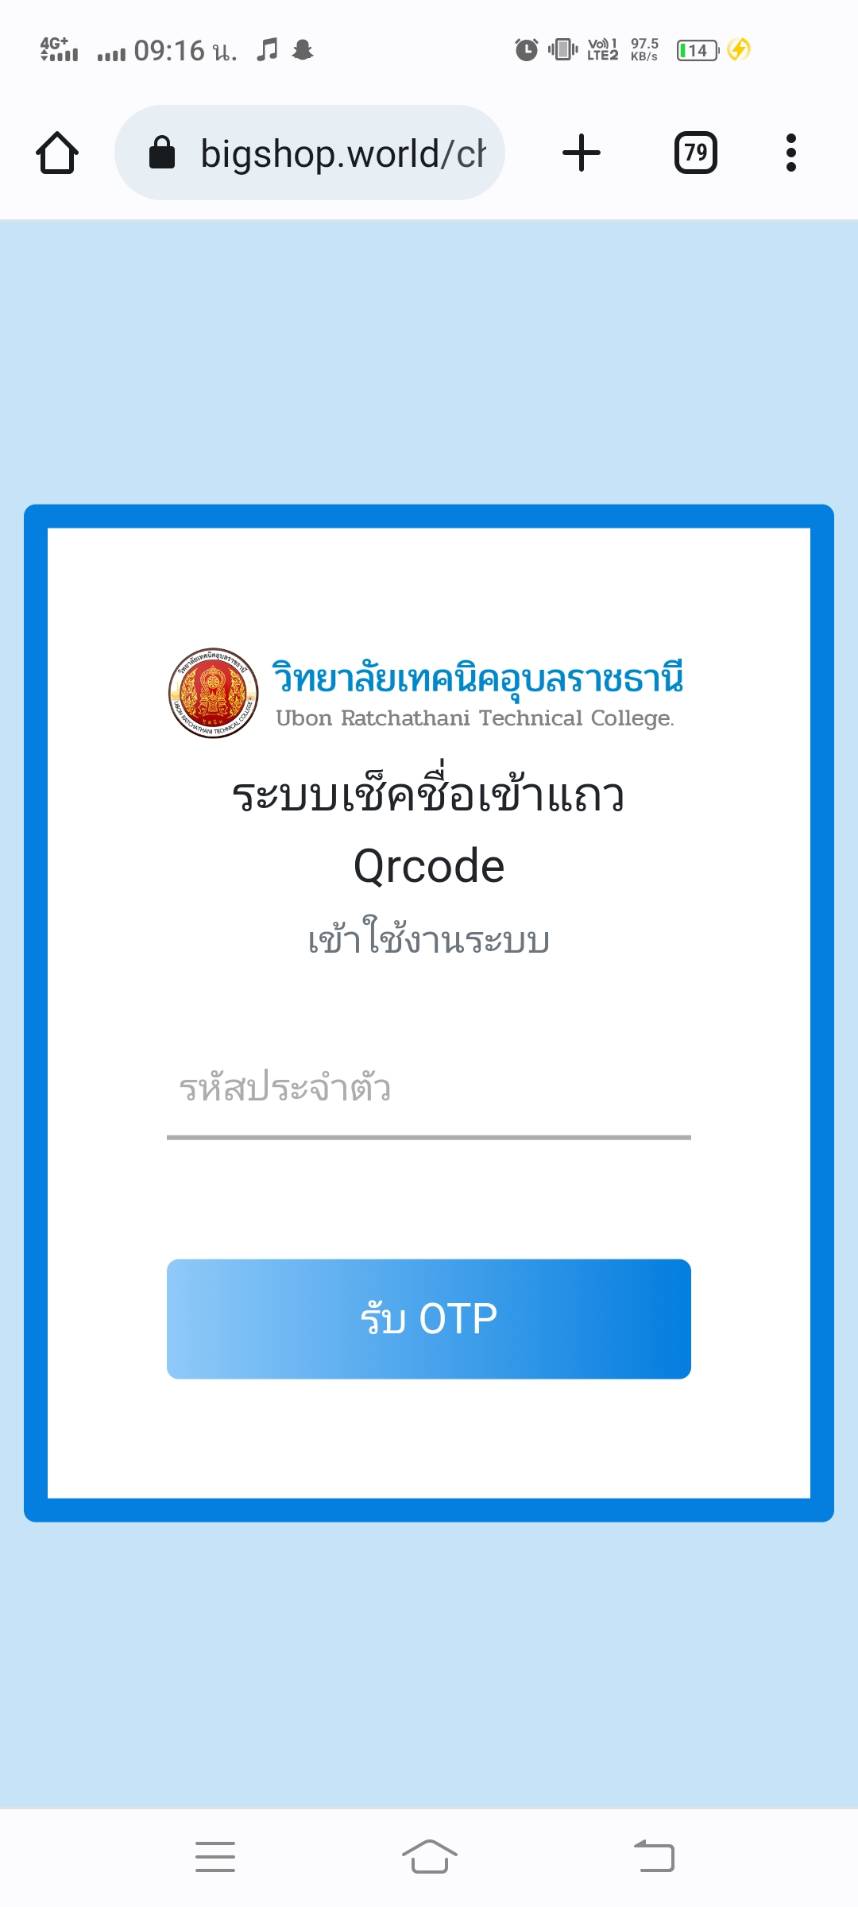 4G+ 09:16 น. Vo)) 1 LTE2 97.5 KB/s 14
bigshop.world/ch
79
วิทยาลัยเทคนิคอุบลราชธานี
Ubon Ratchathani Technical College.
ระบบเช็คชื่อเข้าแถว
Qrcode
เข้าใช้งานระบบ
รหัสประจำตัว
รับ OTP